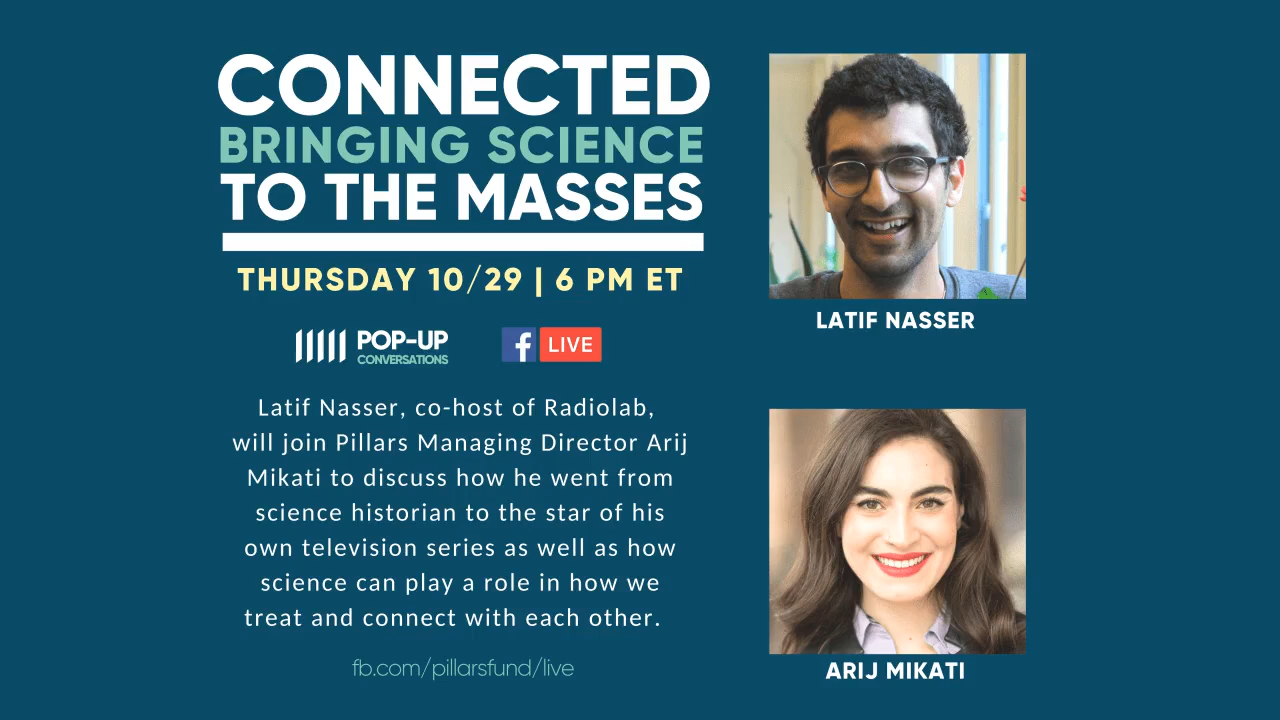 CONNECTED
BRINGING SCIENCE
TO THE MASSES
THURSDAY 10/29 | 6 PM ET
POP-UP
CONVERSATIONS
f LIVE
Latif Nasser, co-host of Radiolab,
will join Pillars Managing Director Arij
Mikati to discuss how he went from
science historian to the star of his
own television series as well as how
science can play a role in how we
treat and connect with each other.
fb.com/pillarsfund/live
LATIF NASSER
ARIJ MIKATI